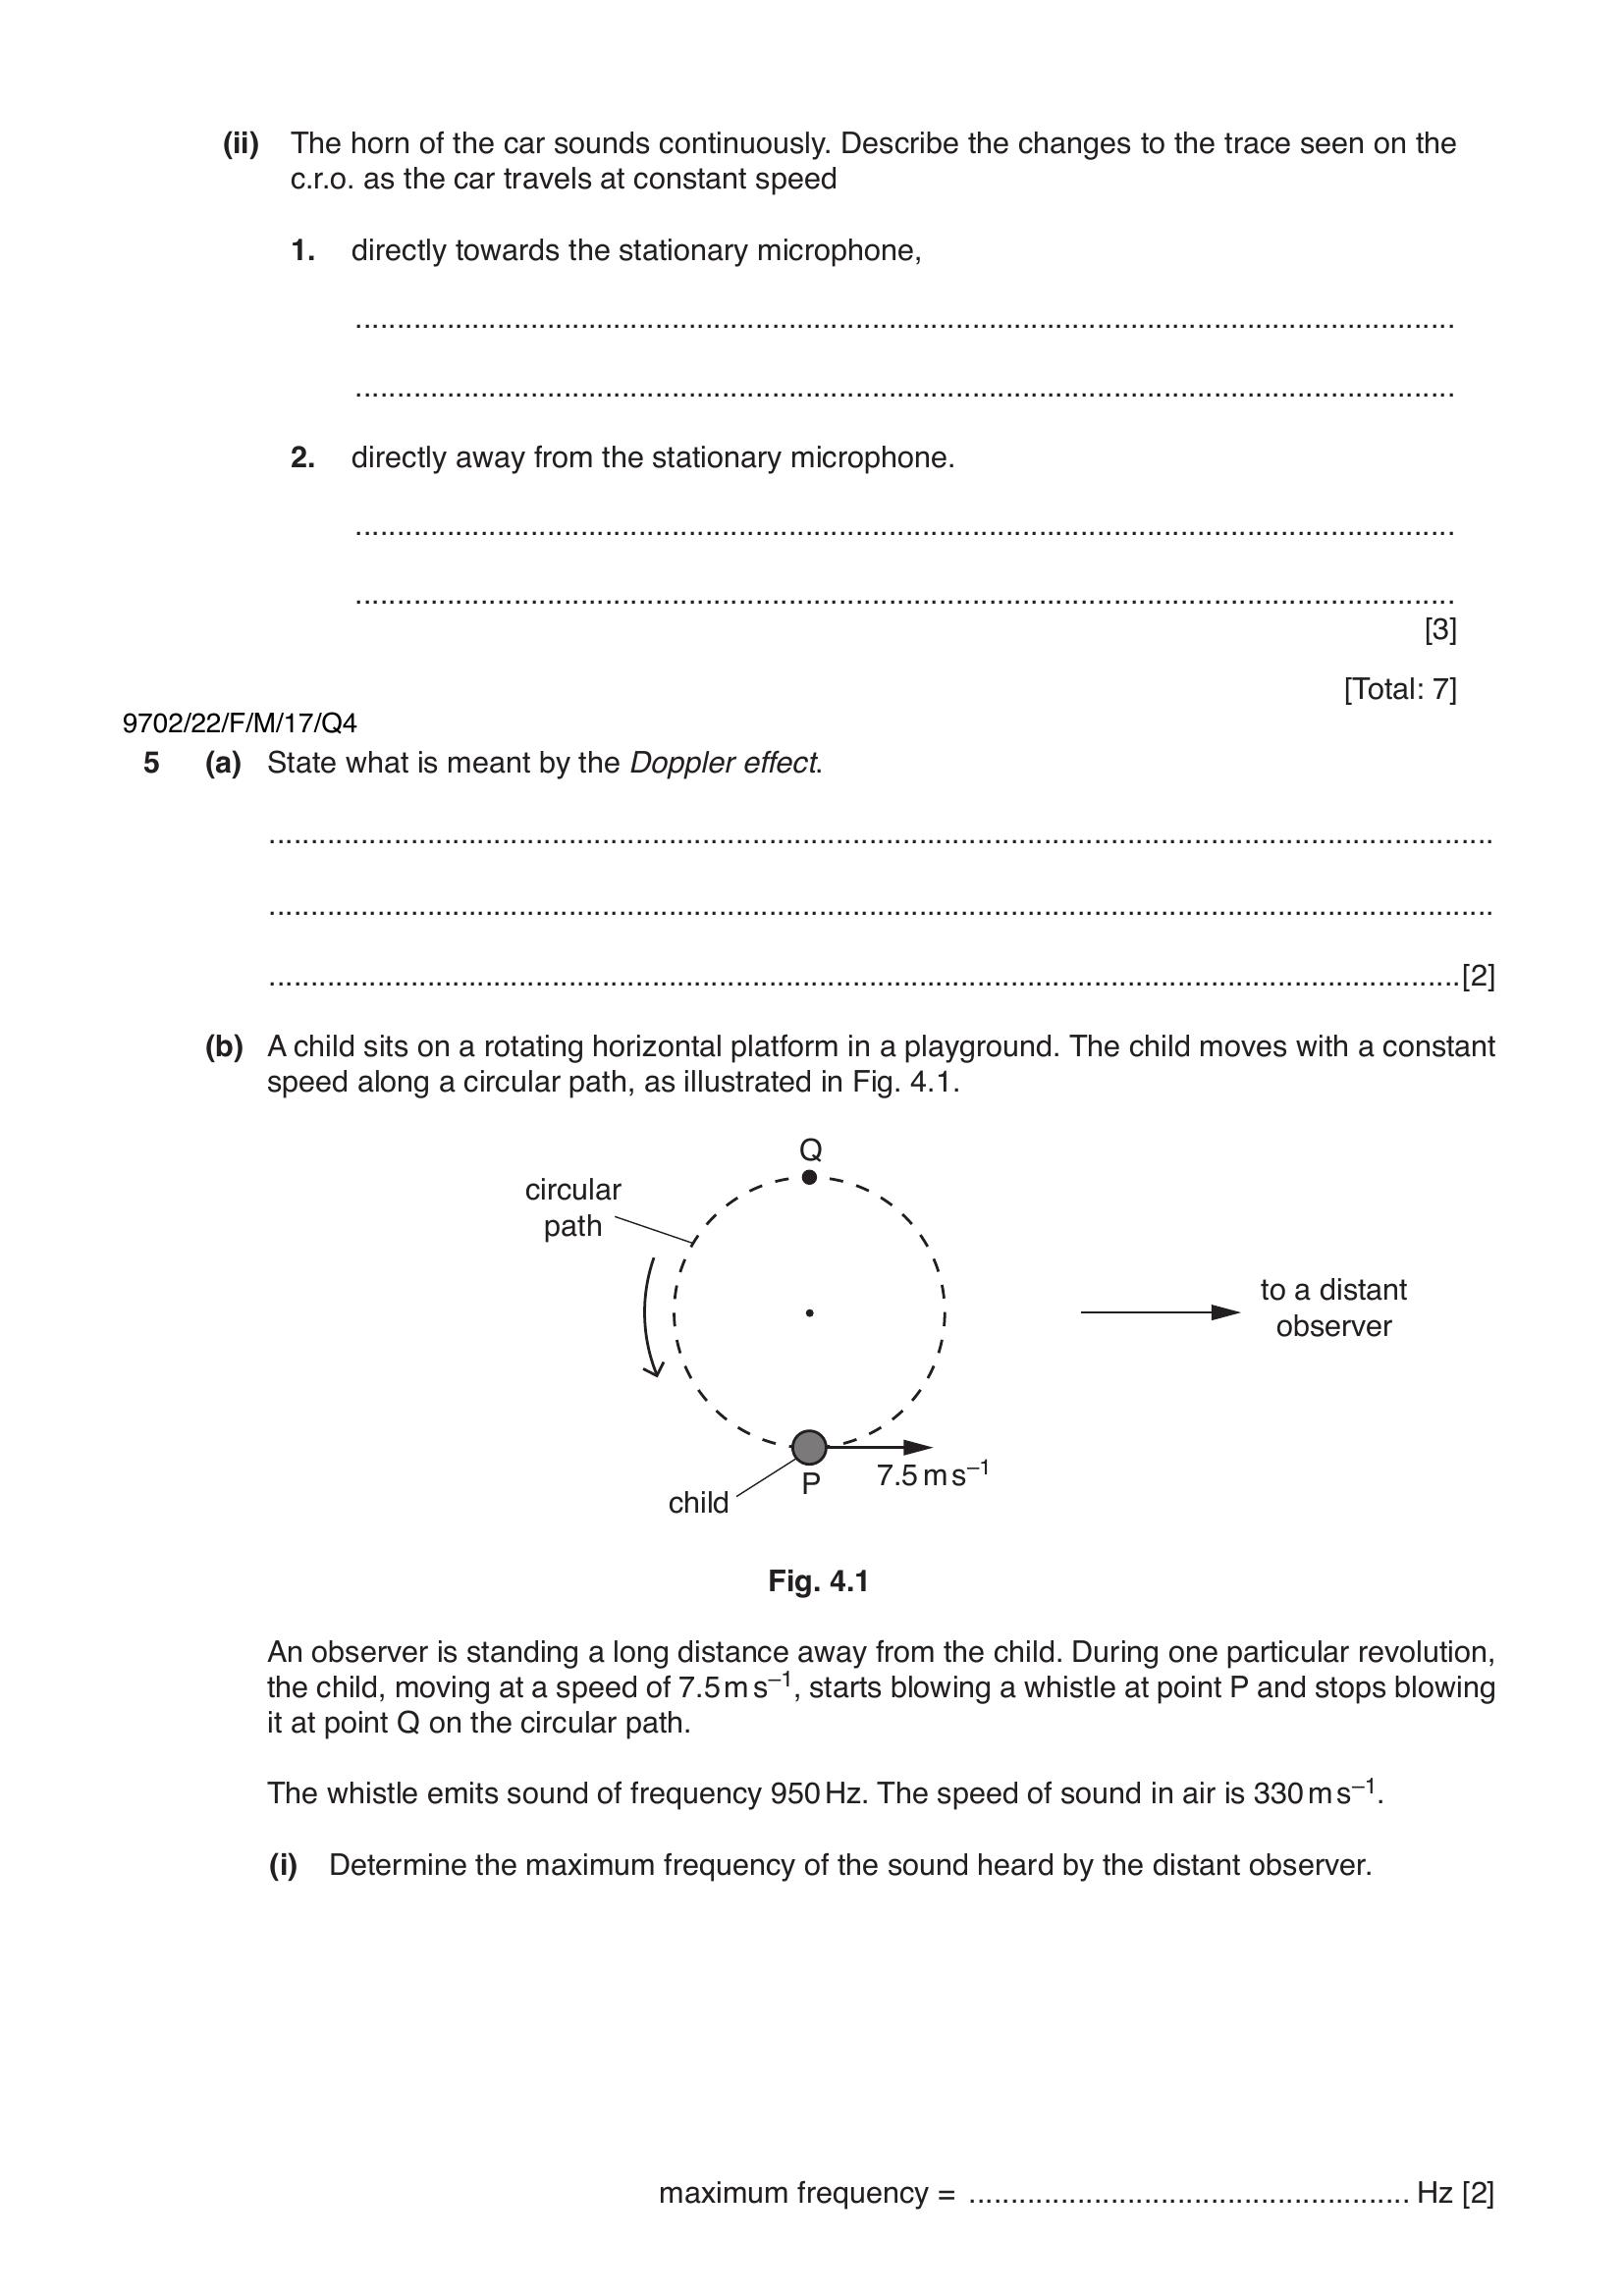 (ii) The horn of the car sounds continuously. Describe the changes to the trace seen on the
c.r.o. as the car travels at constant speed
1. directly towards the stationary microphone,
2. directly away from the stationary microphone.
[3]
[Total: 7]
9702/22/F/M/17/Q4
5 (a) State what is meant by the Doppler effect.
[2]
(b) A child sits on a rotating horizontal platform in a playground. The child moves with a constant
speed along a circular path, as illustrated in Fig. 4.1.
Q
circular
path
to a distant
observer
7.5 m s⁻¹
P
child
Fig. 4.1
An observer is standing a long distance away from the child. During one particular revolution,
the child, moving at a speed of 7.5 m s⁻¹, starts blowing a whistle at point P and stops blowing
it at point Q on the circular path.
The whistle emits sound of frequency 950 Hz. The speed of sound in air is 330 m s⁻¹.
(i) Determine the maximum frequency of the sound heard by the distant observer.
maximum frequency = ..................................................... Hz [2]